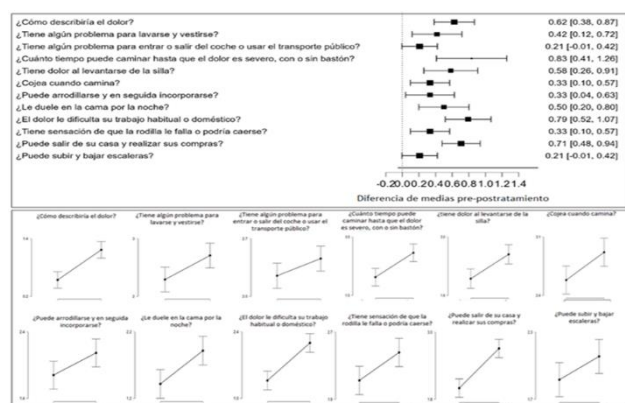 ¿Cómo describiría el dolor? 0.62 [0.38, 0.87]
¿Tiene algún problema para lavarse y vestirse? 0.42 [0.12, 0.72]
¿Tiene algún problema para entrar o salir del coche o usar el transporte público? 0.21 [-0.01, 0.42]
¿Cuánto tiempo puede caminar hasta que el dolor es severo, con o sin bastón? 0.83 [0.41, 1.26]
¿Tiene dolor al levantarse de la silla? 0.58 [0.26, 0.91]
¿Cojea cuando camina? 0.33 [0.10, 0.57]
¿Puede arrodillarse y en seguida incorporarse? 0.33 [0.04, 0.63]
¿Le duele en la cama por la noche? 0.50 [0.20, 0.80]
¿El dolor le dificulta su trabajo habitual o doméstico? 0.79 [0.52, 1.07]
¿Tiene sensación de que la rodilla le falla o podría caerse? 0.33 [0.10, 0.57]
¿Puede salir de su casa y realizar sus compras? 0.71 [0.48, 0.94]
¿Puede subir y bajar escaleras? 0.21 [-0.01, 0.42]
-0.20.00.20.40.60.81.01.21.4
Diferencia de medias pre-postratamiento
¿Cómo describiría el dolor?
¿Tiene algún problema para
lavarse y vestirse?
¿Tiene algún problema para
entrar o salir del coche o usar el
transporte público?
¿Cuánto tiempo puede
caminar hasta que el dolor
es severo, con o sin bastón?
¿tiene dolor al levantarse de la
silla?
¿Cojea cuando camina?
¿Puede arrodillarse y en seguida
incorporarse?
¿Le duele en la cama por la
noche?
¿El dolor le dificulta su trabajo
habitual o doméstico?
¿Tiene sensación de que la
rodilla le falla o podría caerse?
¿Puede salir de su casa y
realizar sus compras?
¿Puede subir y bajar
escaleras?